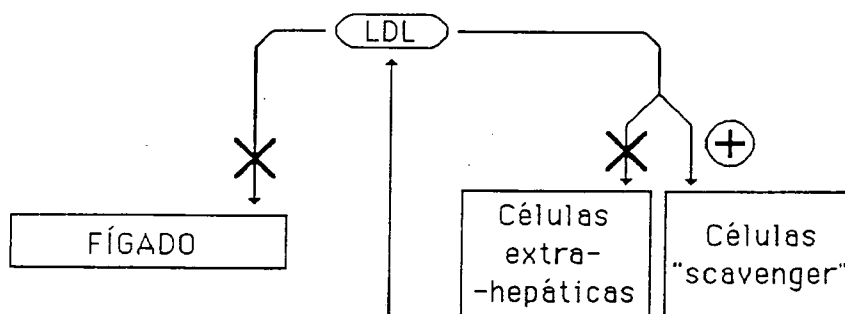 LDL
FÍGADO
Células
extra-
-hepáticas
Células
"scavenger"